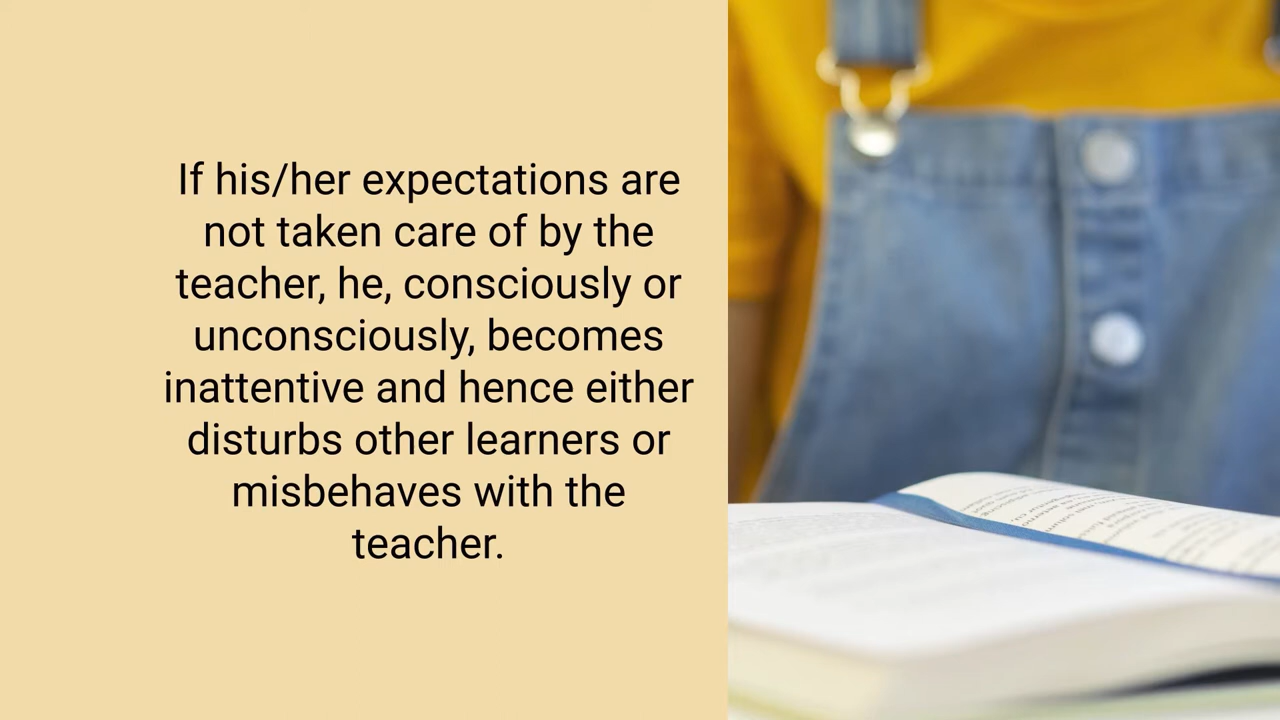 If his/her expectations are
not taken care of by the
teacher, he, consciously or
unconsciously, becomes
inattentive and hence either
disturbs other learners or
misbehaves with the
teacher.